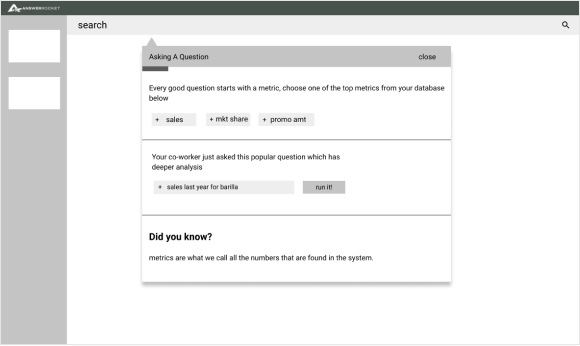 ANSWERROCKET
search
Asking A Question
close
Every good question starts with a metric, choose one of the top metrics from your database
below
+ sales
+ mkt share
+ promo amt
Your co-worker just asked this popular question which has
deeper analysis
+ sales last year for barilla
run it!
Did you know?
metrics are what we call all the numbers that are found in the system.